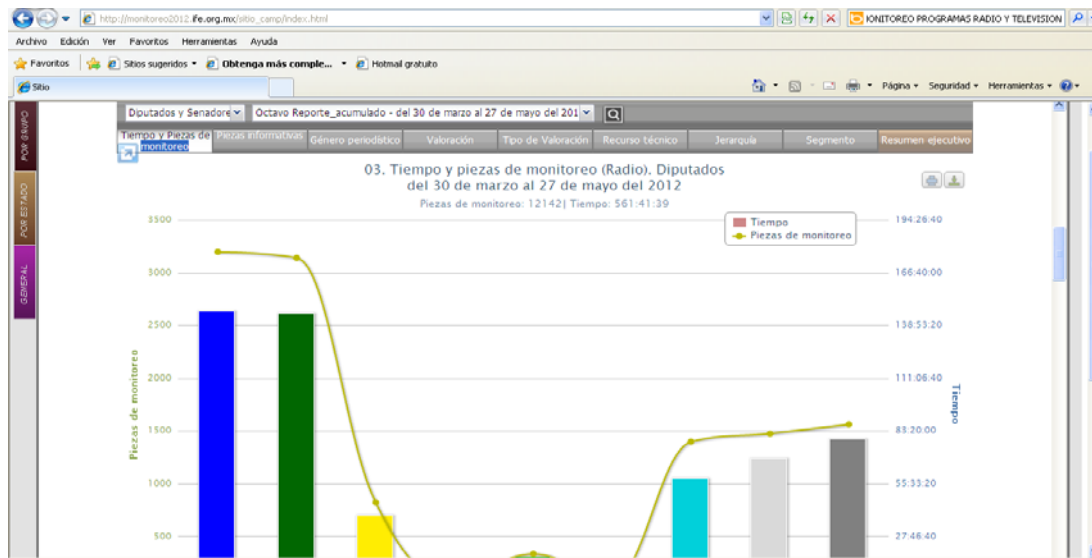 http://monitoreo2012.ife.org.mx/sitio_camp/index.html
IONITOREO PROGRAMAS RADIO Y TELEVISION
Archivo Edición Ver Favoritos Herramientas Ayuda
Favoritos Sitios sugeridos Obtenga más comple... Hotmail gratuito
Sitio Página Seguridad Herramientas
Diputados y Senadore Octavo Reporte_acumulado - del 30 de marzo al 27 de mayo del 201
Tiempo y Piezas de monitoreo Piezas informativas Género periodístico Valoración Tipo de Valoración Recurso técnico Jerarquía Segmento Resumen ejecutivo
POR GRUPO
POR ESTADO
GENERAL
03. Tiempo y piezas de monitoreo (Radio). Diputados
del 30 de marzo al 27 de mayo del 2012
Piezas de monitoreo: 12142| Tiempo: 561:41:39
Tiempo
Piezas de monitoreo
3500 194:26:40
3000 166:40:00
2500 138:53:20
2000 111:06:40
1500 83:20:00
1000 55:33:20
500 27:46:40
Piezas de monitoreo
Tiempo